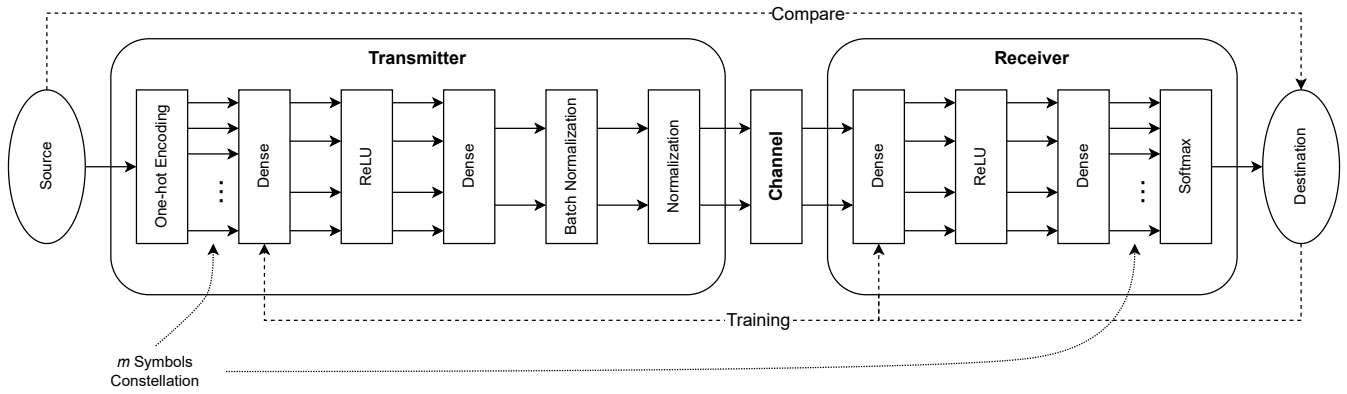 Compare
Transmitter
Receiver
Source
One-hot Encoding
...
Dense
ReLU
Dense
Batch Normalization
Normalization
Channel
Dense
ReLU
Dense
...
Softmax
Destination
Training
m Symbols
Constellation